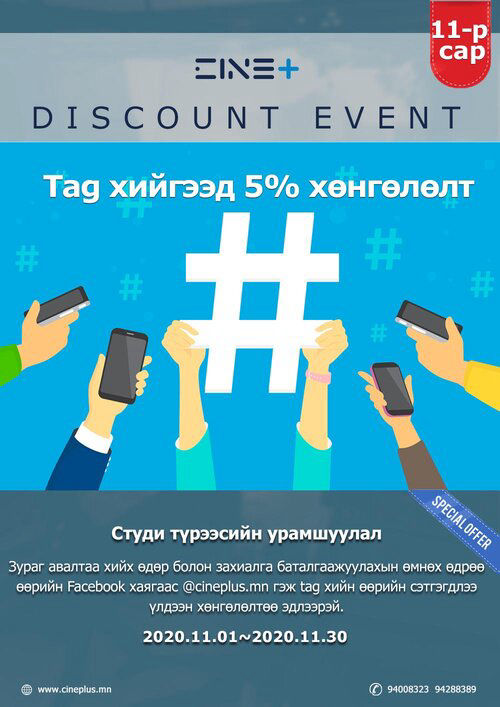 11-р
сар
CINE+
DISCOUNT EVENT
Tag хийгээд 5% хөнгөлөлт
#
SPECIAL OFFER
Студи түрээсийн урамшуулал
Зураг авалтаа хийх өдөр болон захиалга баталгаажуулахын өмнөх өдрөө
өөрийн Facebook хаягаас @cineplus.mn гэж tag хийн өөрийн сэтгэгдлээ
үлдээн хөнгөлөлтөө эдлээрэй.
2020.11.01~2020.11.30
www.cineplus.mn
94008323 94288389